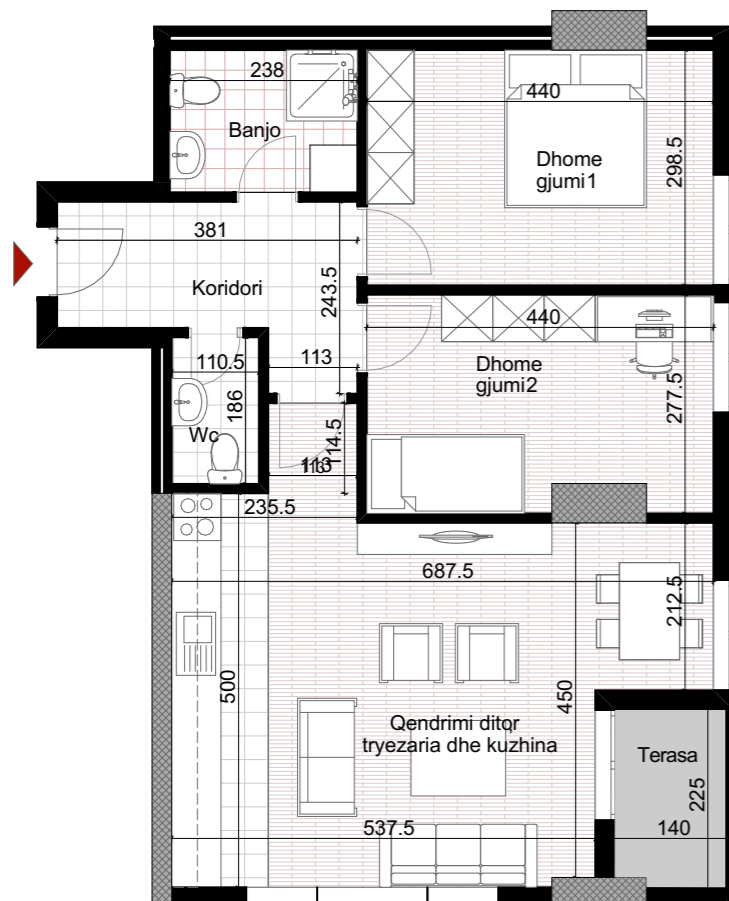 238
Banjo
440
Dhome
gjumi1
298.5
381
Koridori
243.5
440
Dhome
gjumi2
277.5
110.5
113
186
Wc
114.5
113
113
235.5
687.5
212.5
500
450
Qendrimi ditor,
tryezaria dhe kuzhina
Terasa
225
537.5
140